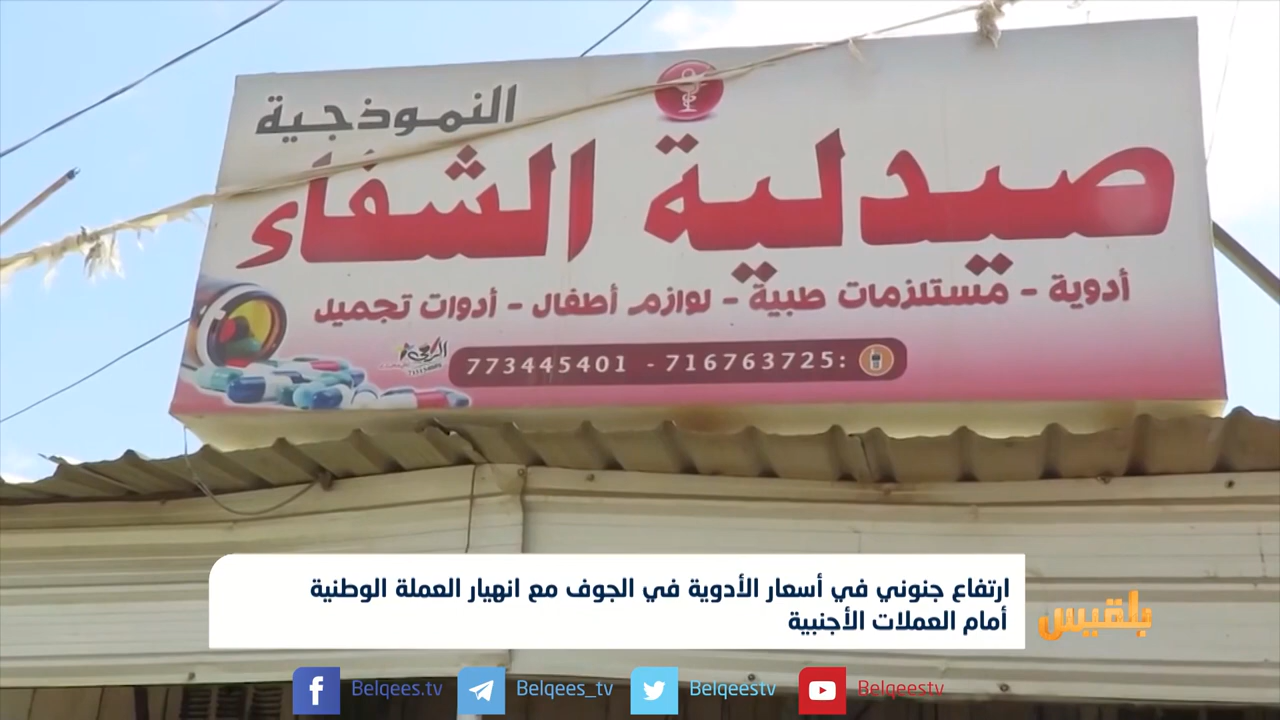 النموذجية
صيدلية الشفاء
أدوية - مستلزمات طبية - لوازم أطفال - أدوات تجميل
773445401 - 716763725:
ارتفاع جنوني في أسعار الأدوية في الجوف مع انهيار العملة الوطنية
أمام العملات الأجنبية
بلقيس
Belqees.tv Belqees_tv Belqeestv Belqeestv